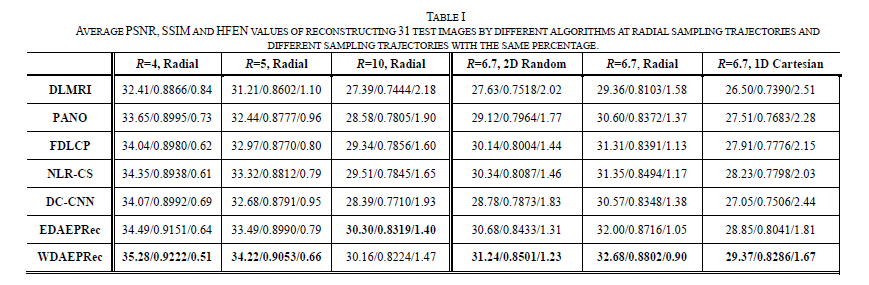 TABLE I
AVERAGE PSNR, SSIM AND HFEN VALUES OF RECONSTRUCTING 31 TEST IMAGES BY DIFFERENT ALGORITHMS AT RADIAL SAMPLING TRAJECTORIES AND
DIFFERENT SAMPLING TRAJECTORIES WITH THE SAME PERCENTAGE.
R=4, Radial R=5, Radial R=10, Radial R=6.7, 2D Random R=6.7, Radial R=6.7, 1D Cartesian
DLMRI 32.41/0.8866/0.84 31.21/0.8602/1.10 27.39/0.7444/2.18 27.63/0.7518/2.02 29.36/0.8103/1.58 26.50/0.7390/2.51
PANO 33.65/0.8995/0.73 32.44/0.8777/0.96 28.58/0.7805/1.90 29.12/0.7964/1.77 30.60/0.8372/1.37 27.51/0.7683/2.28
FDLCP 34.04/0.8980/0.62 32.97/0.8770/0.80 29.34/0.7856/1.60 30.14/0.8004/1.44 31.31/0.8391/1.13 27.91/0.7776/2.15
NLR-CS 34.35/0.8938/0.61 33.32/0.8812/0.79 29.51/0.7845/1.65 30.34/0.8087/1.46 31.35/0.8494/1.17 28.23/0.7798/2.03
DC-CNN 34.07/0.8992/0.69 32.68/0.8791/0.95 28.39/0.7710/1.93 28.78/0.7873/1.83 30.57/0.8348/1.38 27.05/0.7506/2.44
EDAEPRec 34.49/0.9151/0.64 33.49/0.8990/0.79 30.30/0.8319/1.40 30.68/0.8433/1.31 32.00/0.8716/1.05 28.85/0.8041/1.81
WDAEPRec 35.28/0.9222/0.51 34.22/0.9053/0.66 30.16/0.8224/1.47 31.24/0.8501/1.23 32.68/0.8802/0.90 29.37/0.8286/1.67